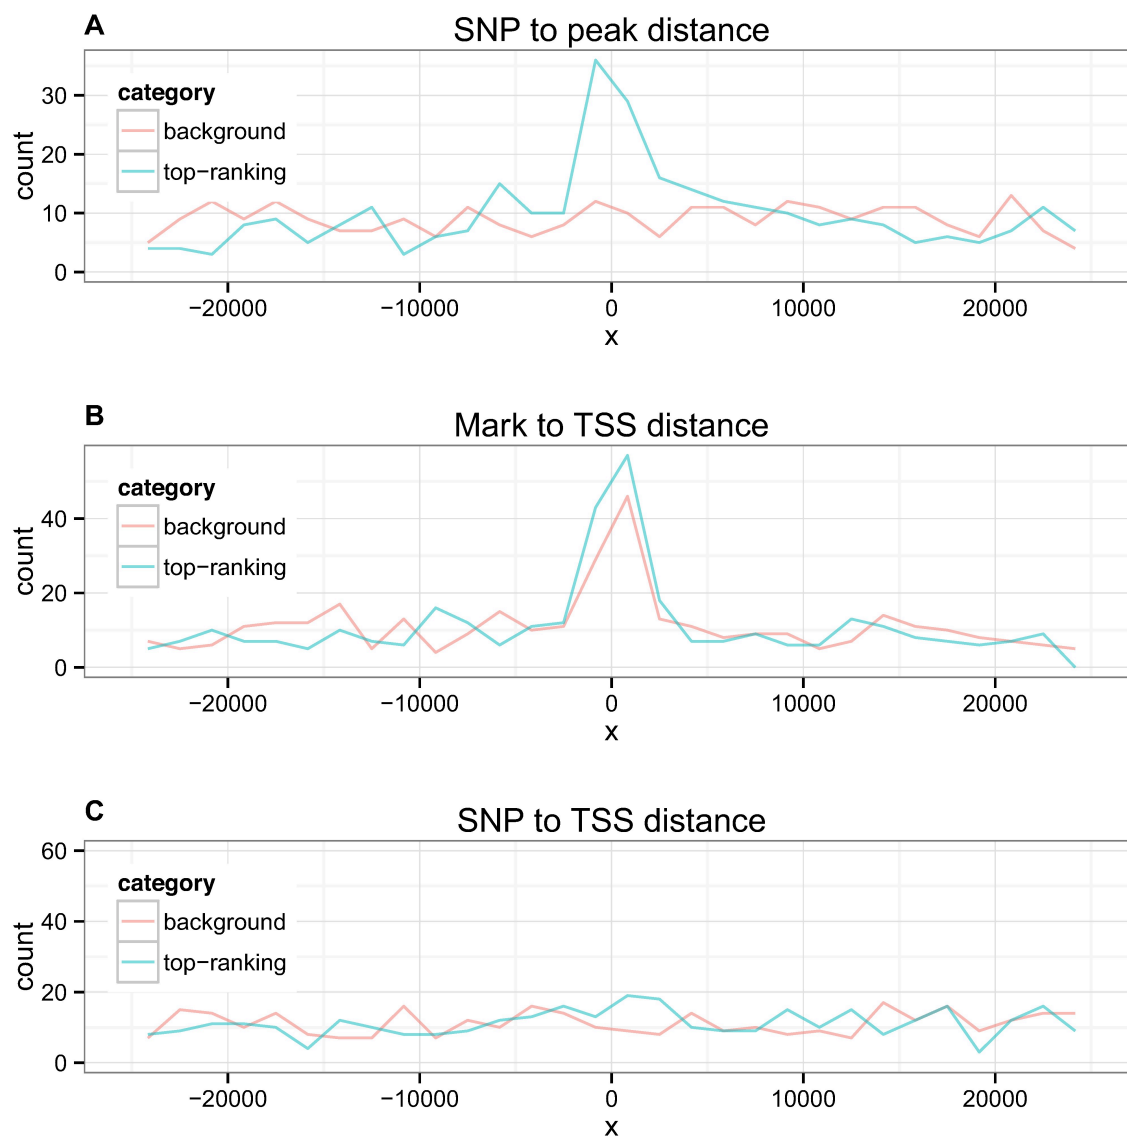 A
SNP to peak distance
count
30
20
10
0
category
background
top−ranking
−20000 −10000 0 10000 20000
x
B
Mark to TSS distance
count
40
20
0
category
background
top−ranking
−20000 −10000 0 10000 20000
x
C
SNP to TSS distance
count
60
40
20
0
category
background
top−ranking
−20000 −10000 0 10000 20000
x